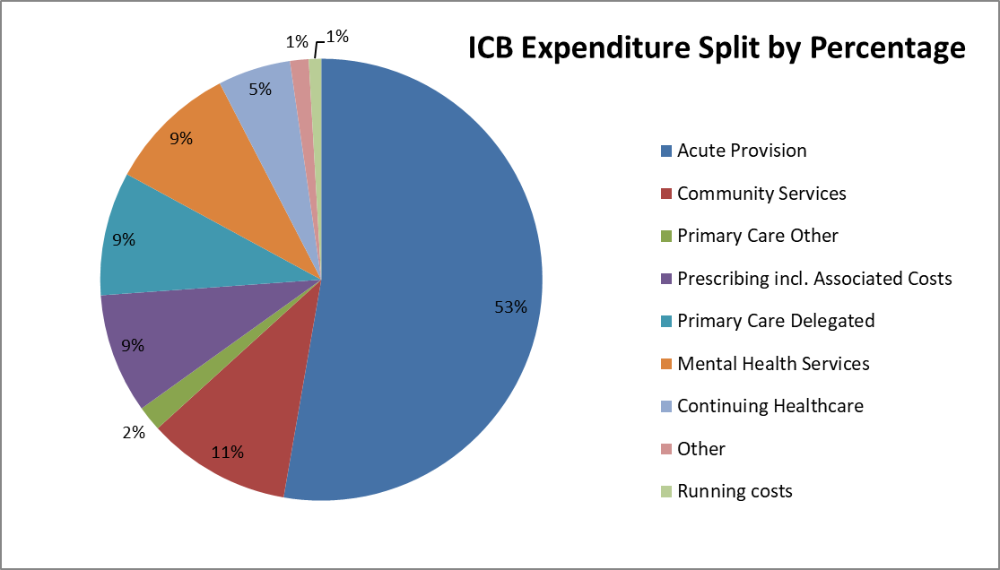 ICB Expenditure Split by Percentage
1%
1%
5%
9%
9%
9%
2%
11%
53%
Acute Provision
Community Services
Primary Care Other
Prescribing incl. Associated Costs
Primary Care Delegated
Mental Health Services
Continuing Healthcare
Other
Running costs